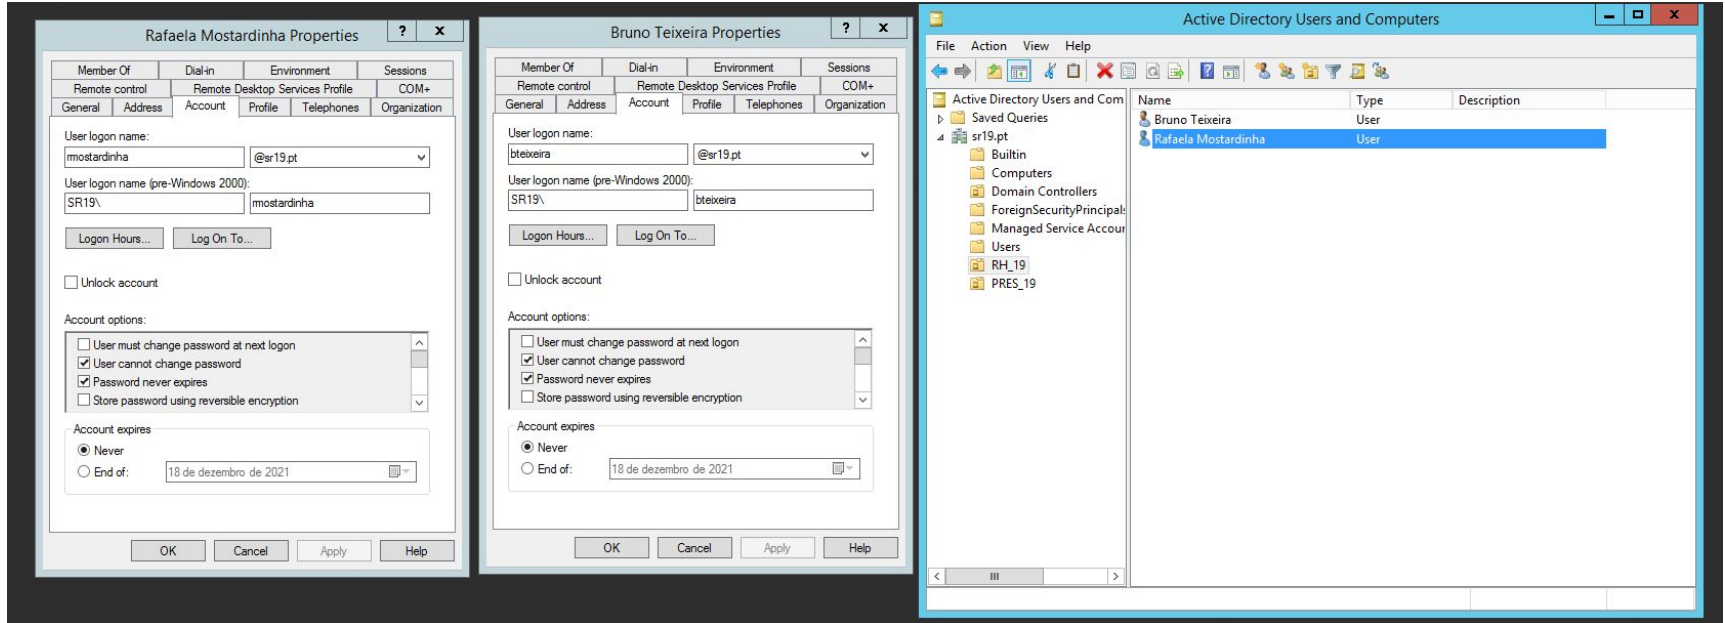 Rafaela Mostardinha Properties ? x
Member Of Dial-in Environment Sessions
Remote control Remote Desktop Services Profile COM+
General Address Account Profile Telephones Organization
User logon name:
mostardinha @sr19.pt
User logon name (pre-Windows 2000):
SR19\ mostardinha
Logon Hours... Log On To...
Unlock account
Account options:
User must change password at next logon
User cannot change password
Password never expires
Store password using reversible encryption
Account expires
Never
End of: 18 de dezembro de 2021
OK Cancel Apply Help
Bruno Teixeira Properties ? x
Member Of Dial-in Environment Sessions
Remote control Remote Desktop Services Profile COM+
General Address Account Profile Telephones Organization
User logon name:
bteixeira @sr19.pt
User logon name (pre-Windows 2000):
SR19\ bteixeira
Logon Hours... Log On To...
Unlock account
Account options:
User must change password at next logon
User cannot change password
Password never expires
Store password using reversible encryption
Account expires
Never
End of: 18 de dezembro de 2021
OK Cancel Apply Help
Active Directory Users and Computers
File Action View Help
Active Directory Users and Com
Saved Queries
sr19.pt
Builtin
Computers
Domain Controllers
ForeignSecurityPrincipals
Managed Service Accour
Users
RH_19
PRES_19
Name Type Description
Bruno Teixeira User
Rafaela Mostardinha User